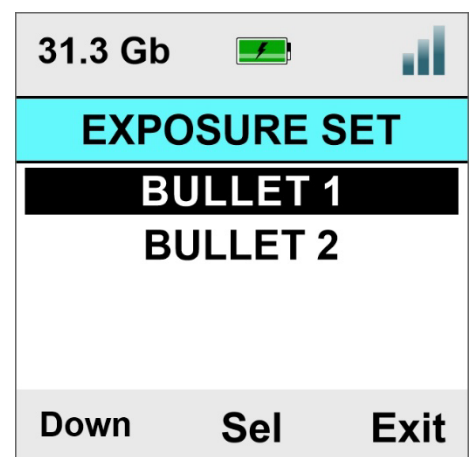 31.3 Gb
EXPOSURE SET
BULLET 1
BULLET 2
Down Sel Exit